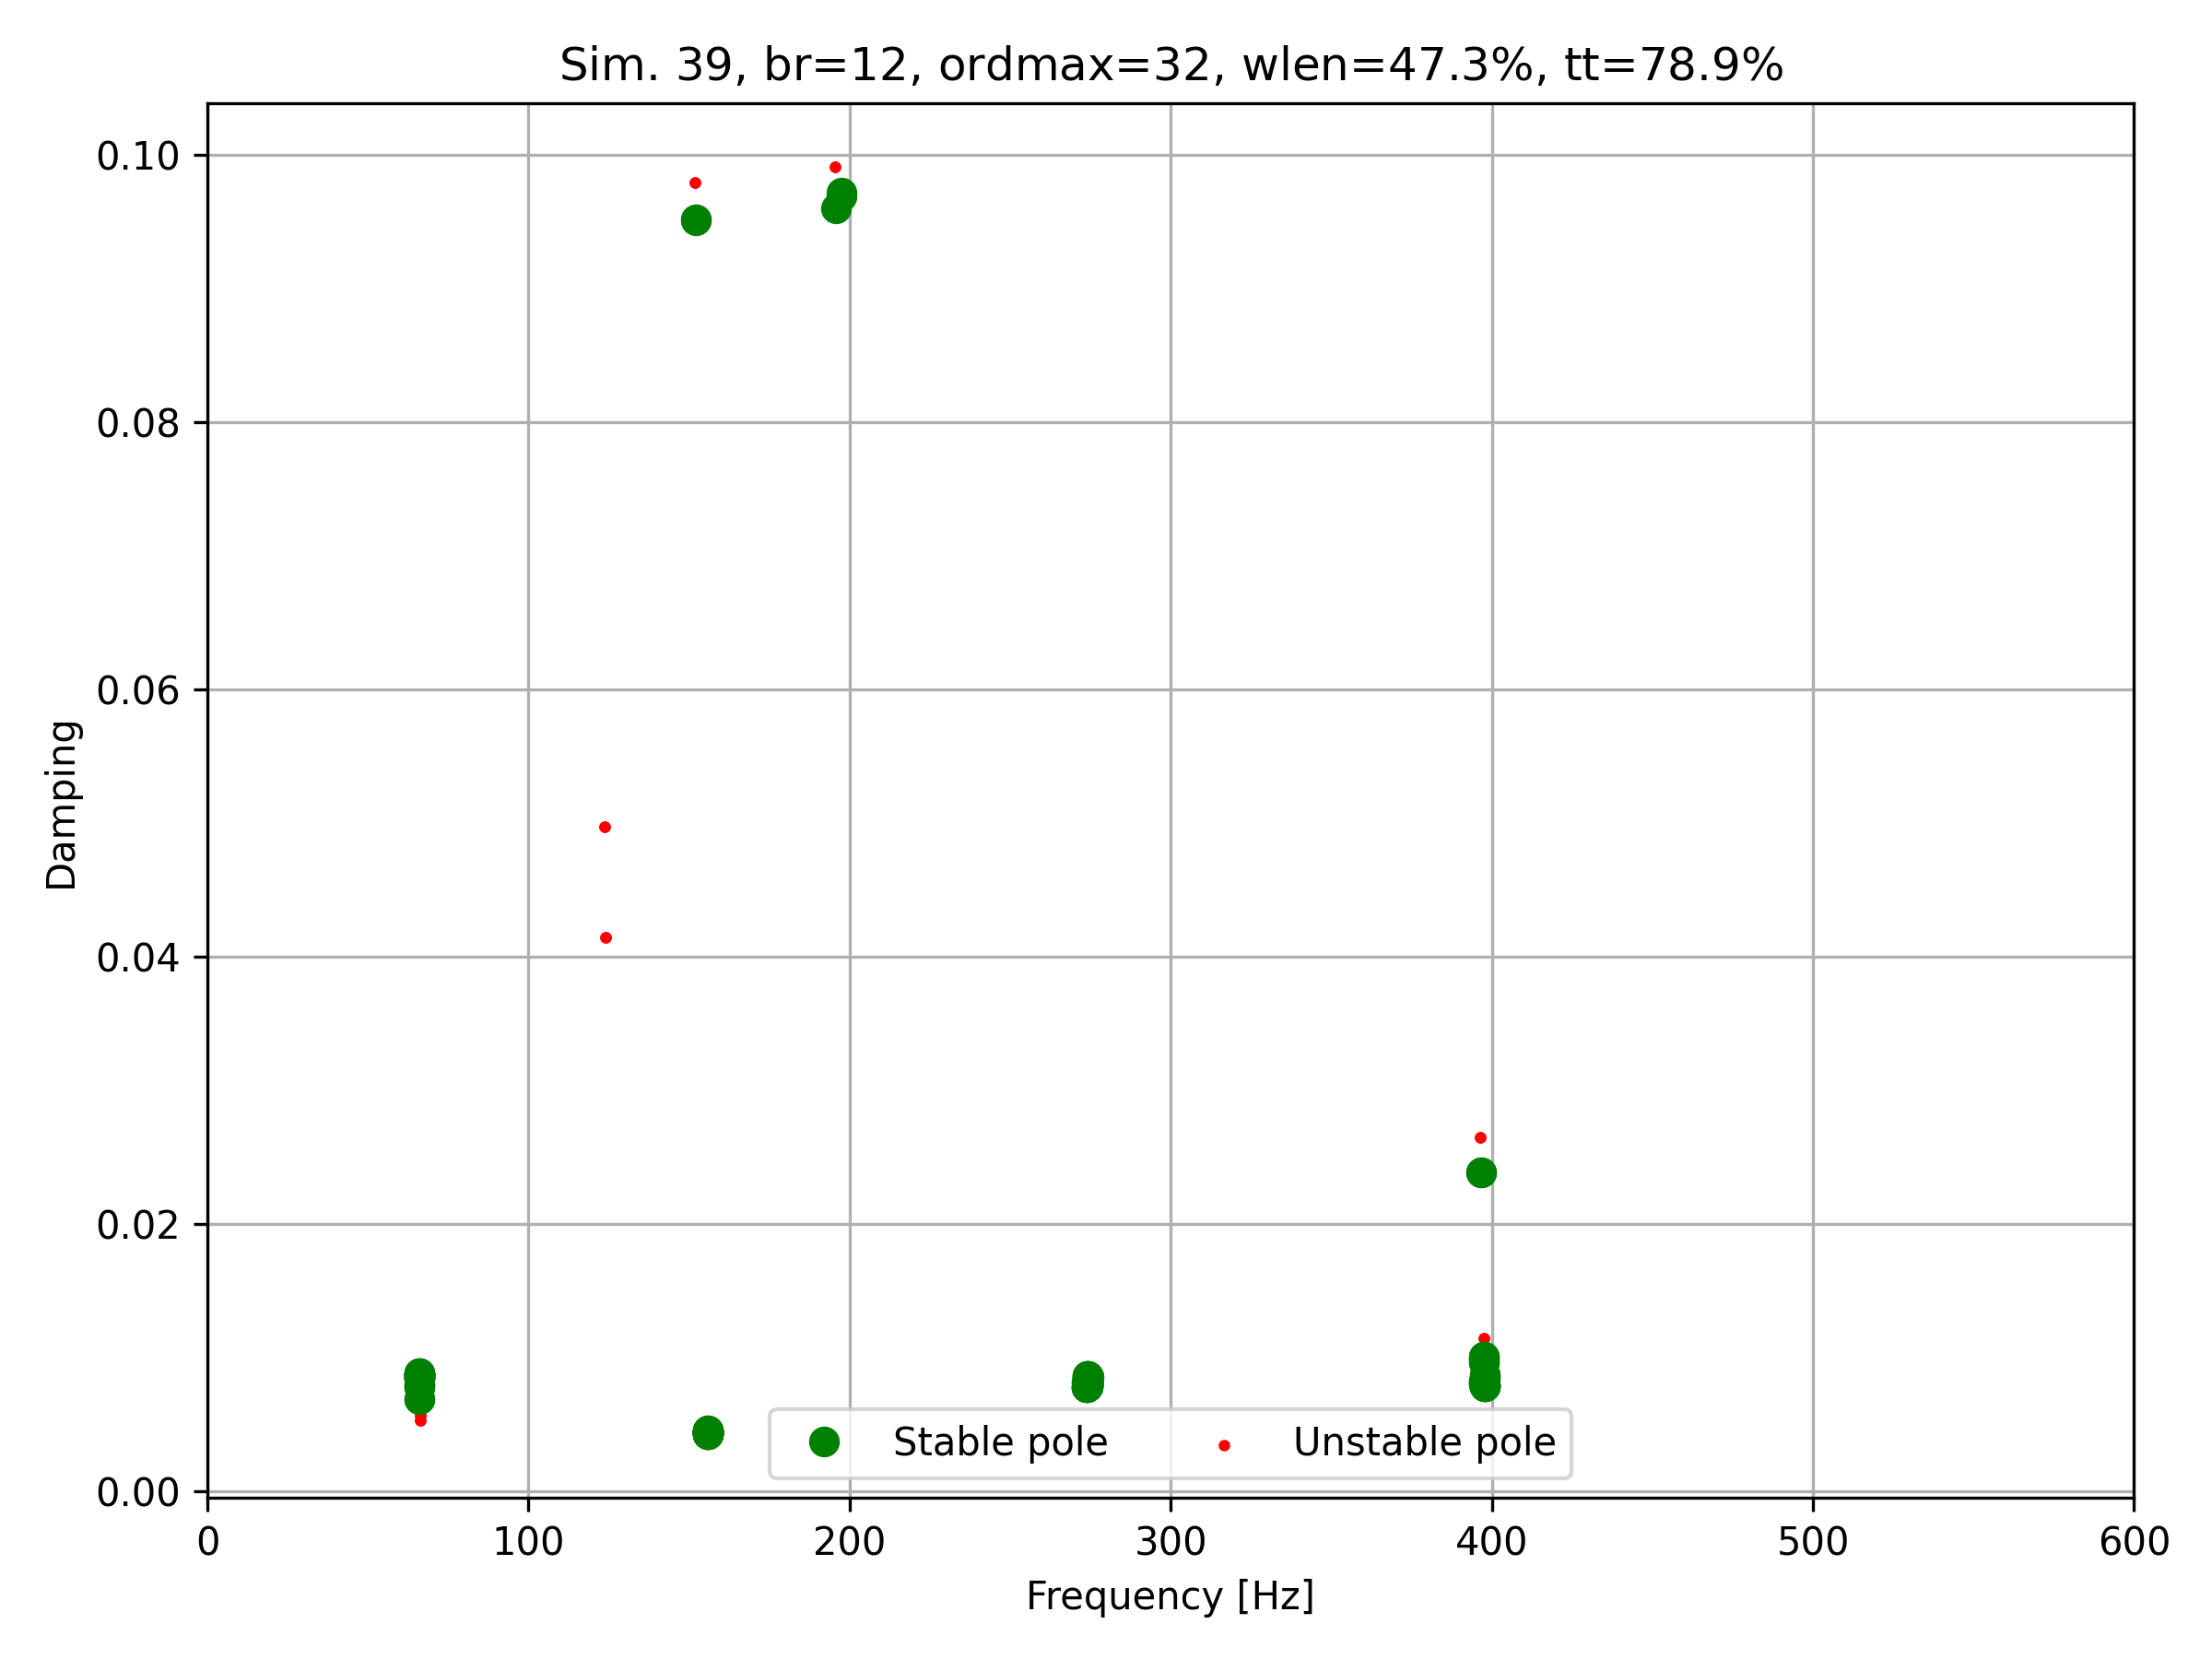 Sim. 39, br=12, ordmax=32, wlen=47.3%, tt=78.9%
0.10
0.08
0.06
0.04
0.02
0.00
Damping
Stable pole
Unstable pole
0
100
200
300
400
500
600
Frequency [Hz]